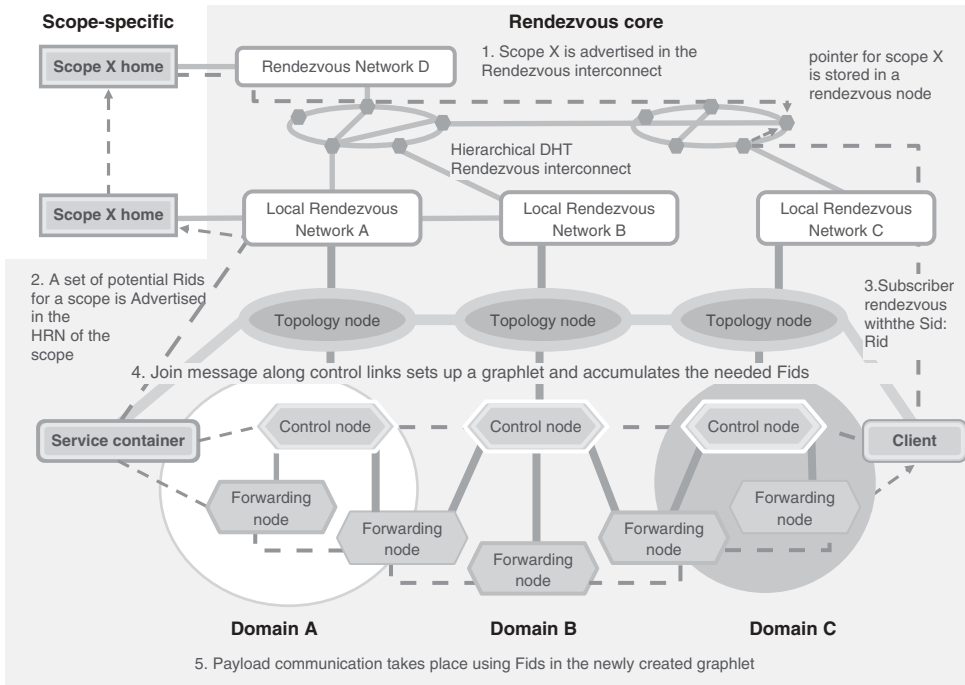 Scope-specific
Rendezvous core
Scope X home
Rendezvous Network D
1. Scope X is advertised in the
Rendezvous interconnect
pointer for scope X
is stored in a
rendezvous node
Hierarchical DHT
Rendezvous interconnect
Scope X home
Local Rendezvous
Network A
Local Rendezvous
Network B
Local Rendezvous
Network C
2. A set of potential Rids
for a scope is Advertised
in the
HRN of the
scope
3.Subscriber
rendezvous
withthe Sid:
Rid
Topology node
Topology node
Topology node
4. Join message along control links sets up a graphlet and accumulates the needed Fids
Service container
Control node
Control node
Control node
Client
Forwarding
node
Forwarding
node
Forwarding
node
Forwarding
node
Forwarding
node
Domain A
Domain B
Domain C
5. Payload communication takes place using Fids in the newly created graphlet